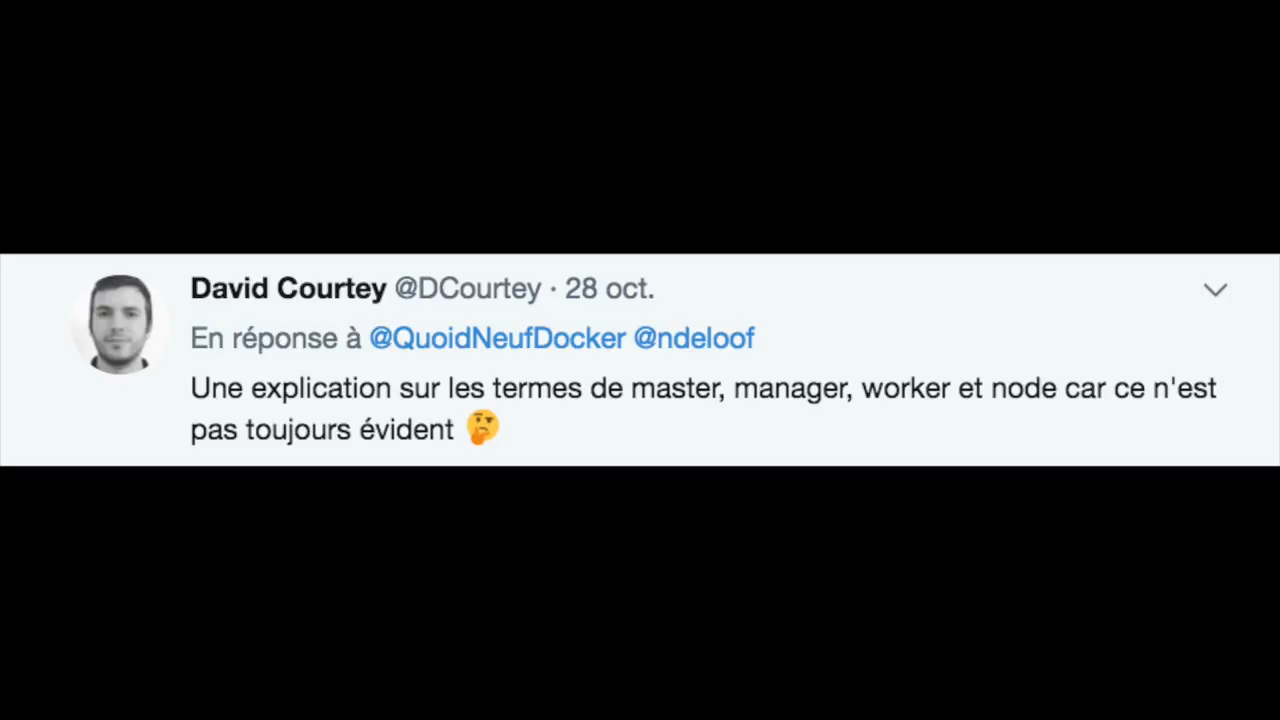 David Courtey @DCourtey · 28 oct.
En réponse à @QuoidNeufDocker @ndeloof
Une explication sur les termes de master, manager, worker et node car ce n'est
pas toujours évident 🤔